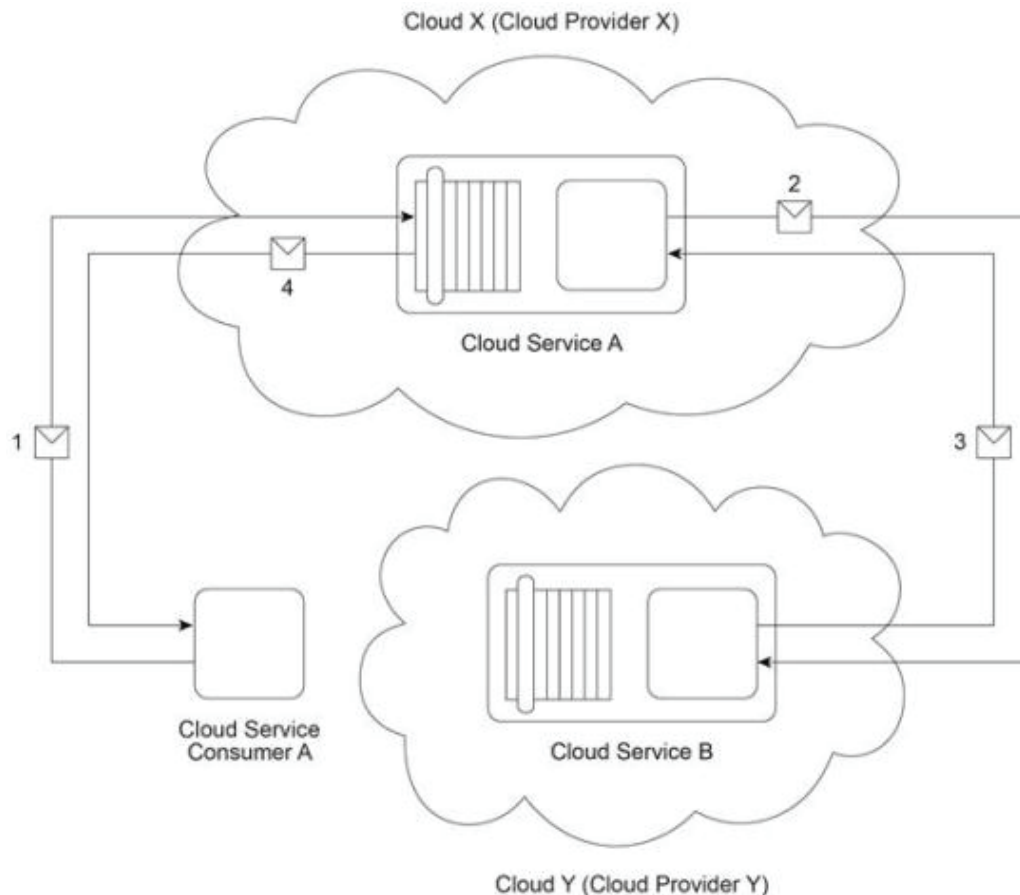 Cloud X (Cloud Provider X)
2
4
Cloud Service A
1
3
Cloud Service
Consumer A
Cloud Service B
Cloud Y (Cloud Provider Y)